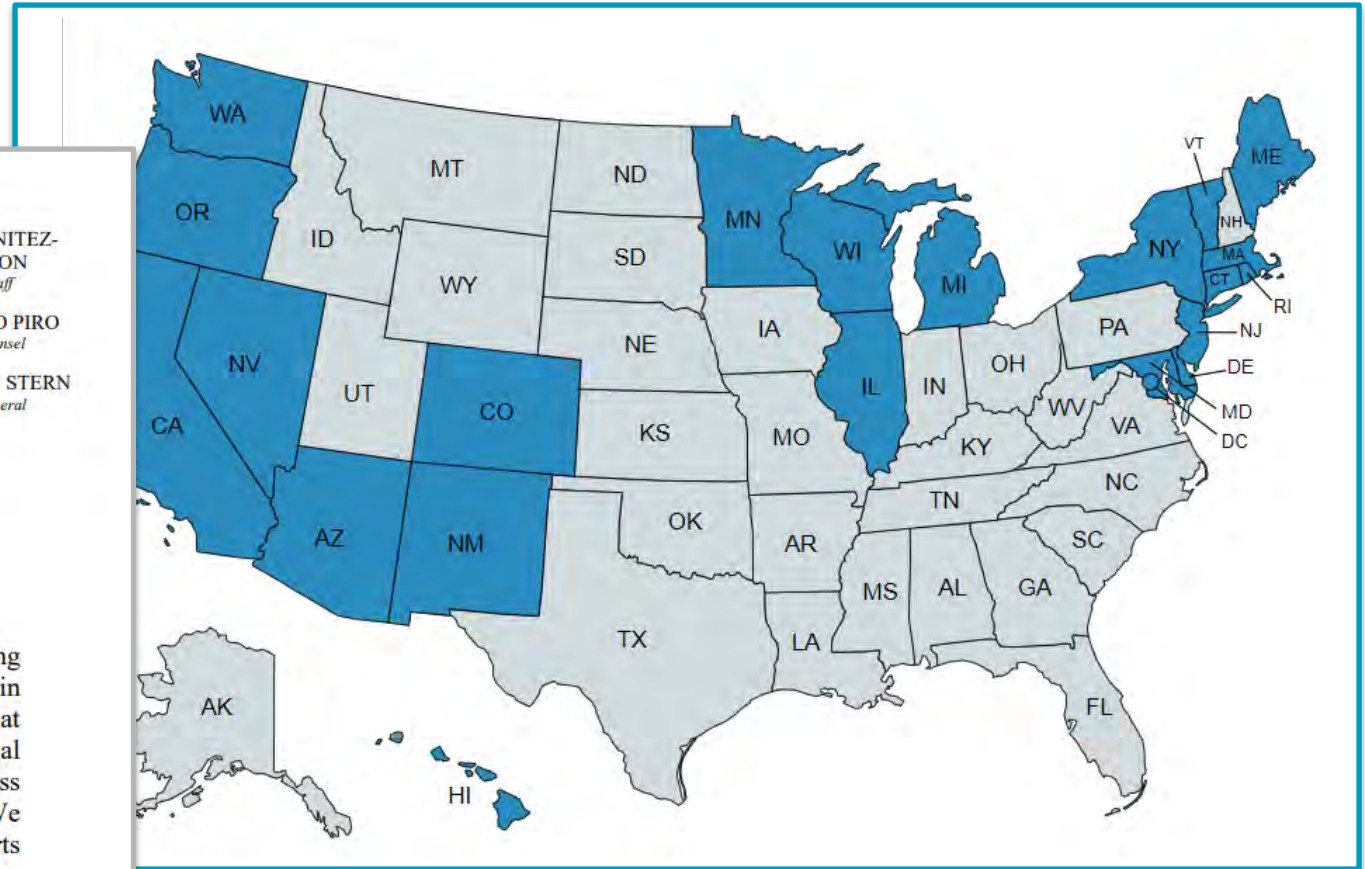 NITEZ-
ON
aff
O PIRO
nsel
STERN
eral
ng
in
at
al
ss
Ve
rts
WA
OR
CA
NV
ID
MT
WY
UT
AZ
CO
NM
ND
SD
NE
KS
OK
TX
MN
IA
MO
AR
LA
WI
IL
MI
IN
OH
KY
TN
MS
AL
GA
FL
SC
NC
VA
WV
PA
NY
VT
NH
ME
MA
CT
RI
NJ
DE
MD
DC
AK
HI